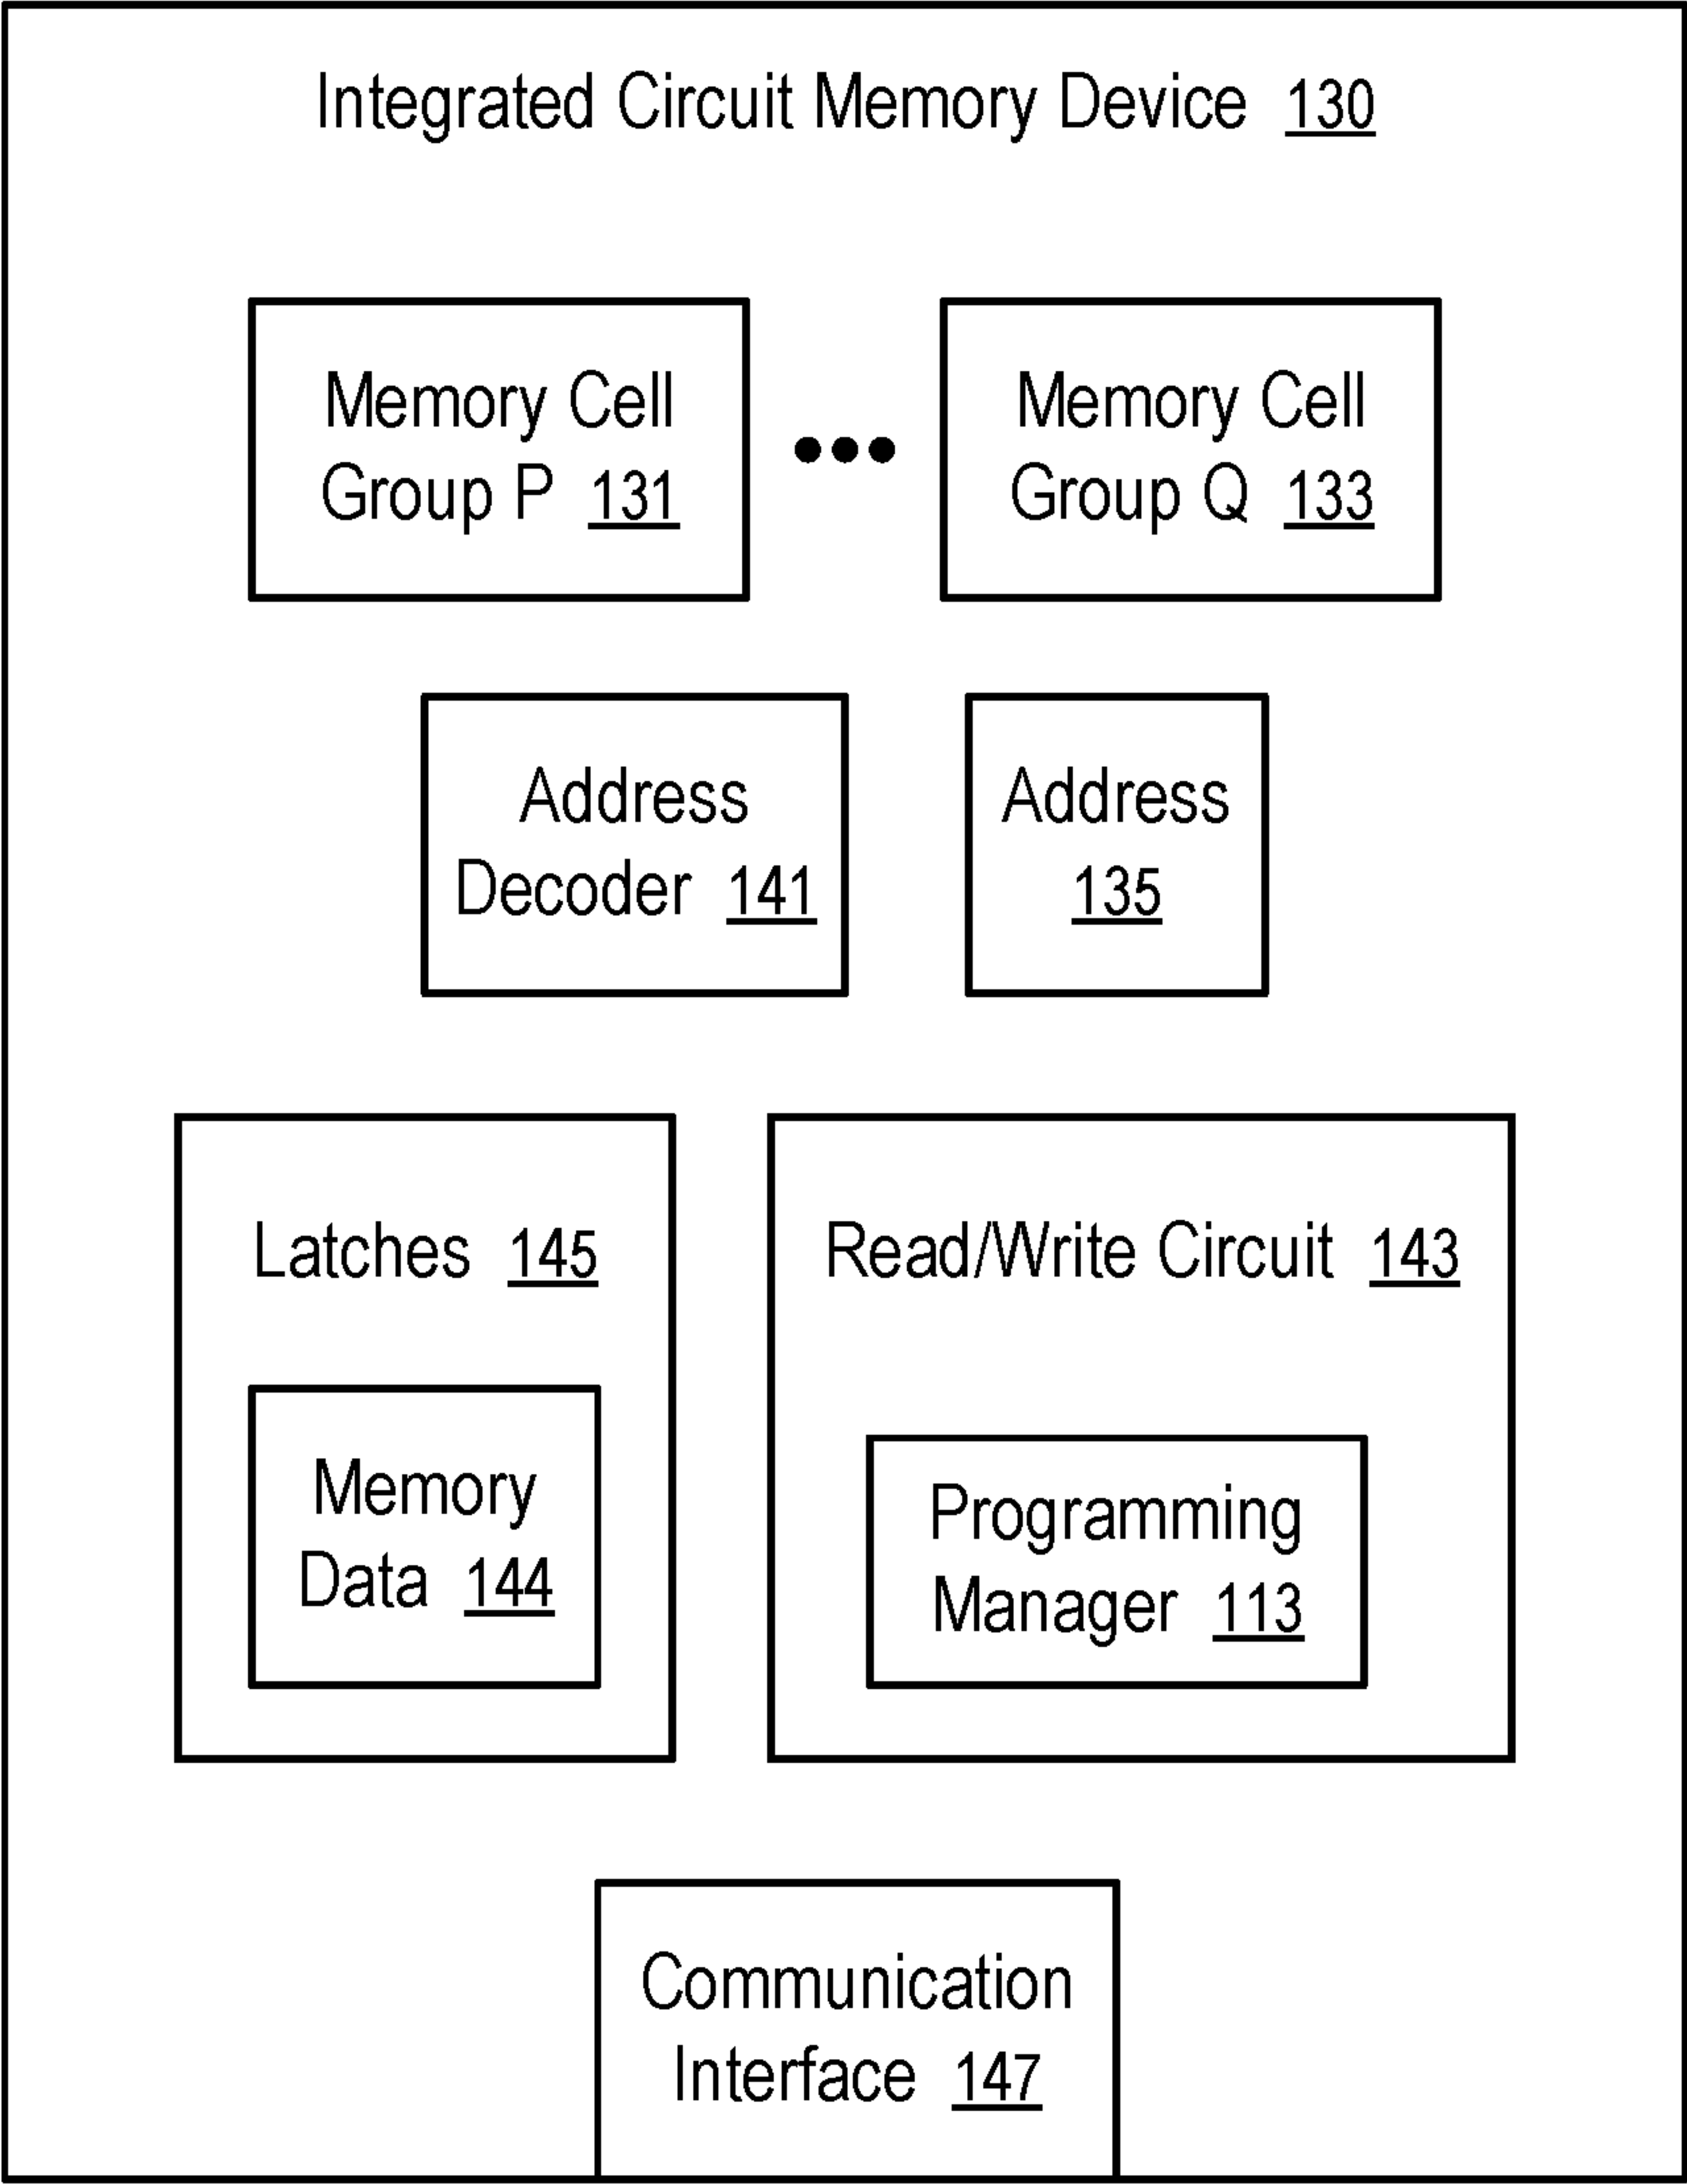 Integrated Circuit Memory Device 130
Memory Cell
Group P 131
Memory Cell
Group Q 133
Address
Decoder 141
Address
135
Latches 145
Memory
Data 144
Read/Write Circuit 143
Programming
Manager 113
Communication
Interface 147